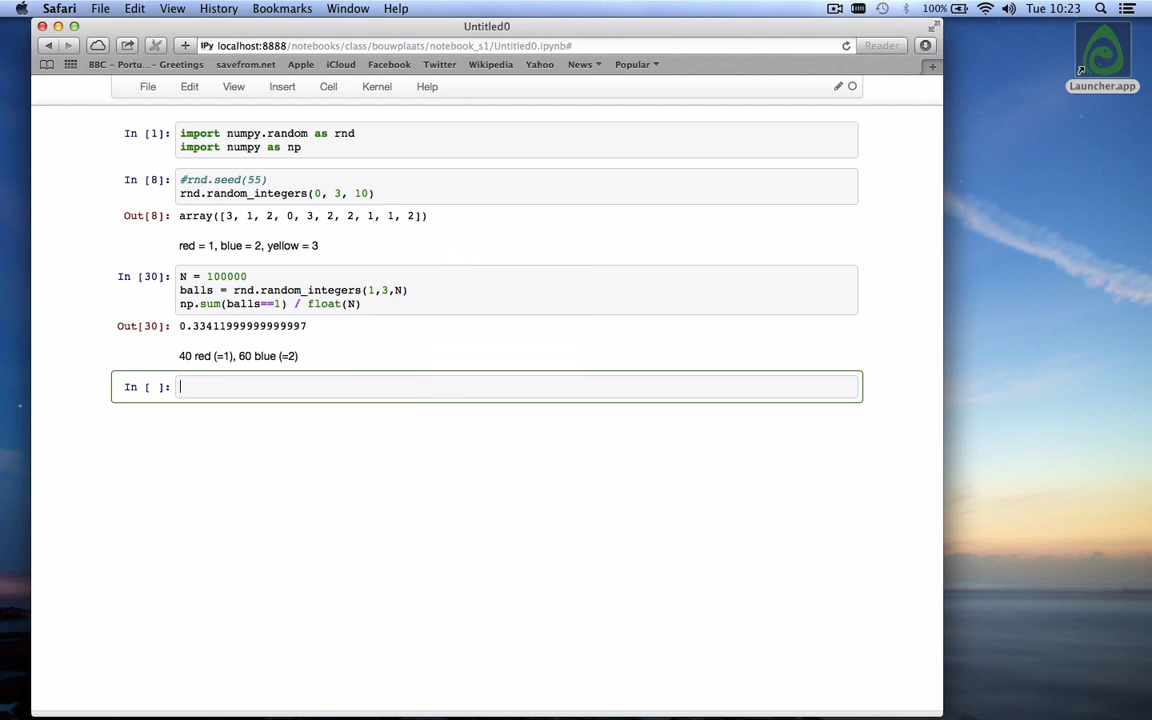 Safari File Edit View History Bookmarks Window Help 100% Tue 10:23
Untitled0
IPy localhost:8888/notebooks/class/bouwplaats/notebook_s1/Untitled0.ipynb# Reader
BBC – Portu...– Greetings savefrom.net Apple iCloud Facebook Twitter Wikipedia Yahoo News Popular
Launcher.app
File Edit View Insert Cell Kernel Help
In [1]: import numpy.random as rnd
import numpy as np
In [8]: #rnd.seed(55)
rnd.random_integers(0, 3, 10)
Out[8]: array([3, 1, 2, 0, 3, 2, 2, 1, 1, 2])
red = 1, blue = 2, yellow = 3
In [30]: N = 100000
balls = rnd.random_integers(1,3,N)
np.sum(balls==1) / float(N)
Out[30]: 0.33411999999999997
40 red (=1), 60 blue (=2)
In [ ]: